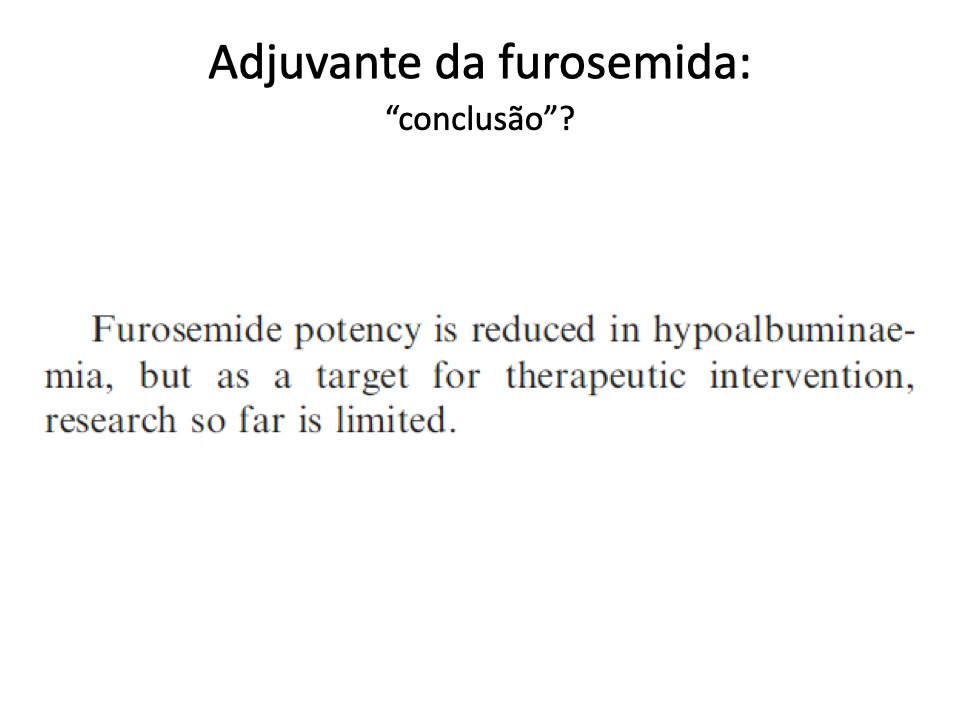 Adjuvante da furosemida:
“conclusão”?
Furosemide potency is reduced in hypoalbuminae-
mia, but as a target for therapeutic intervention,
research so far is limited.